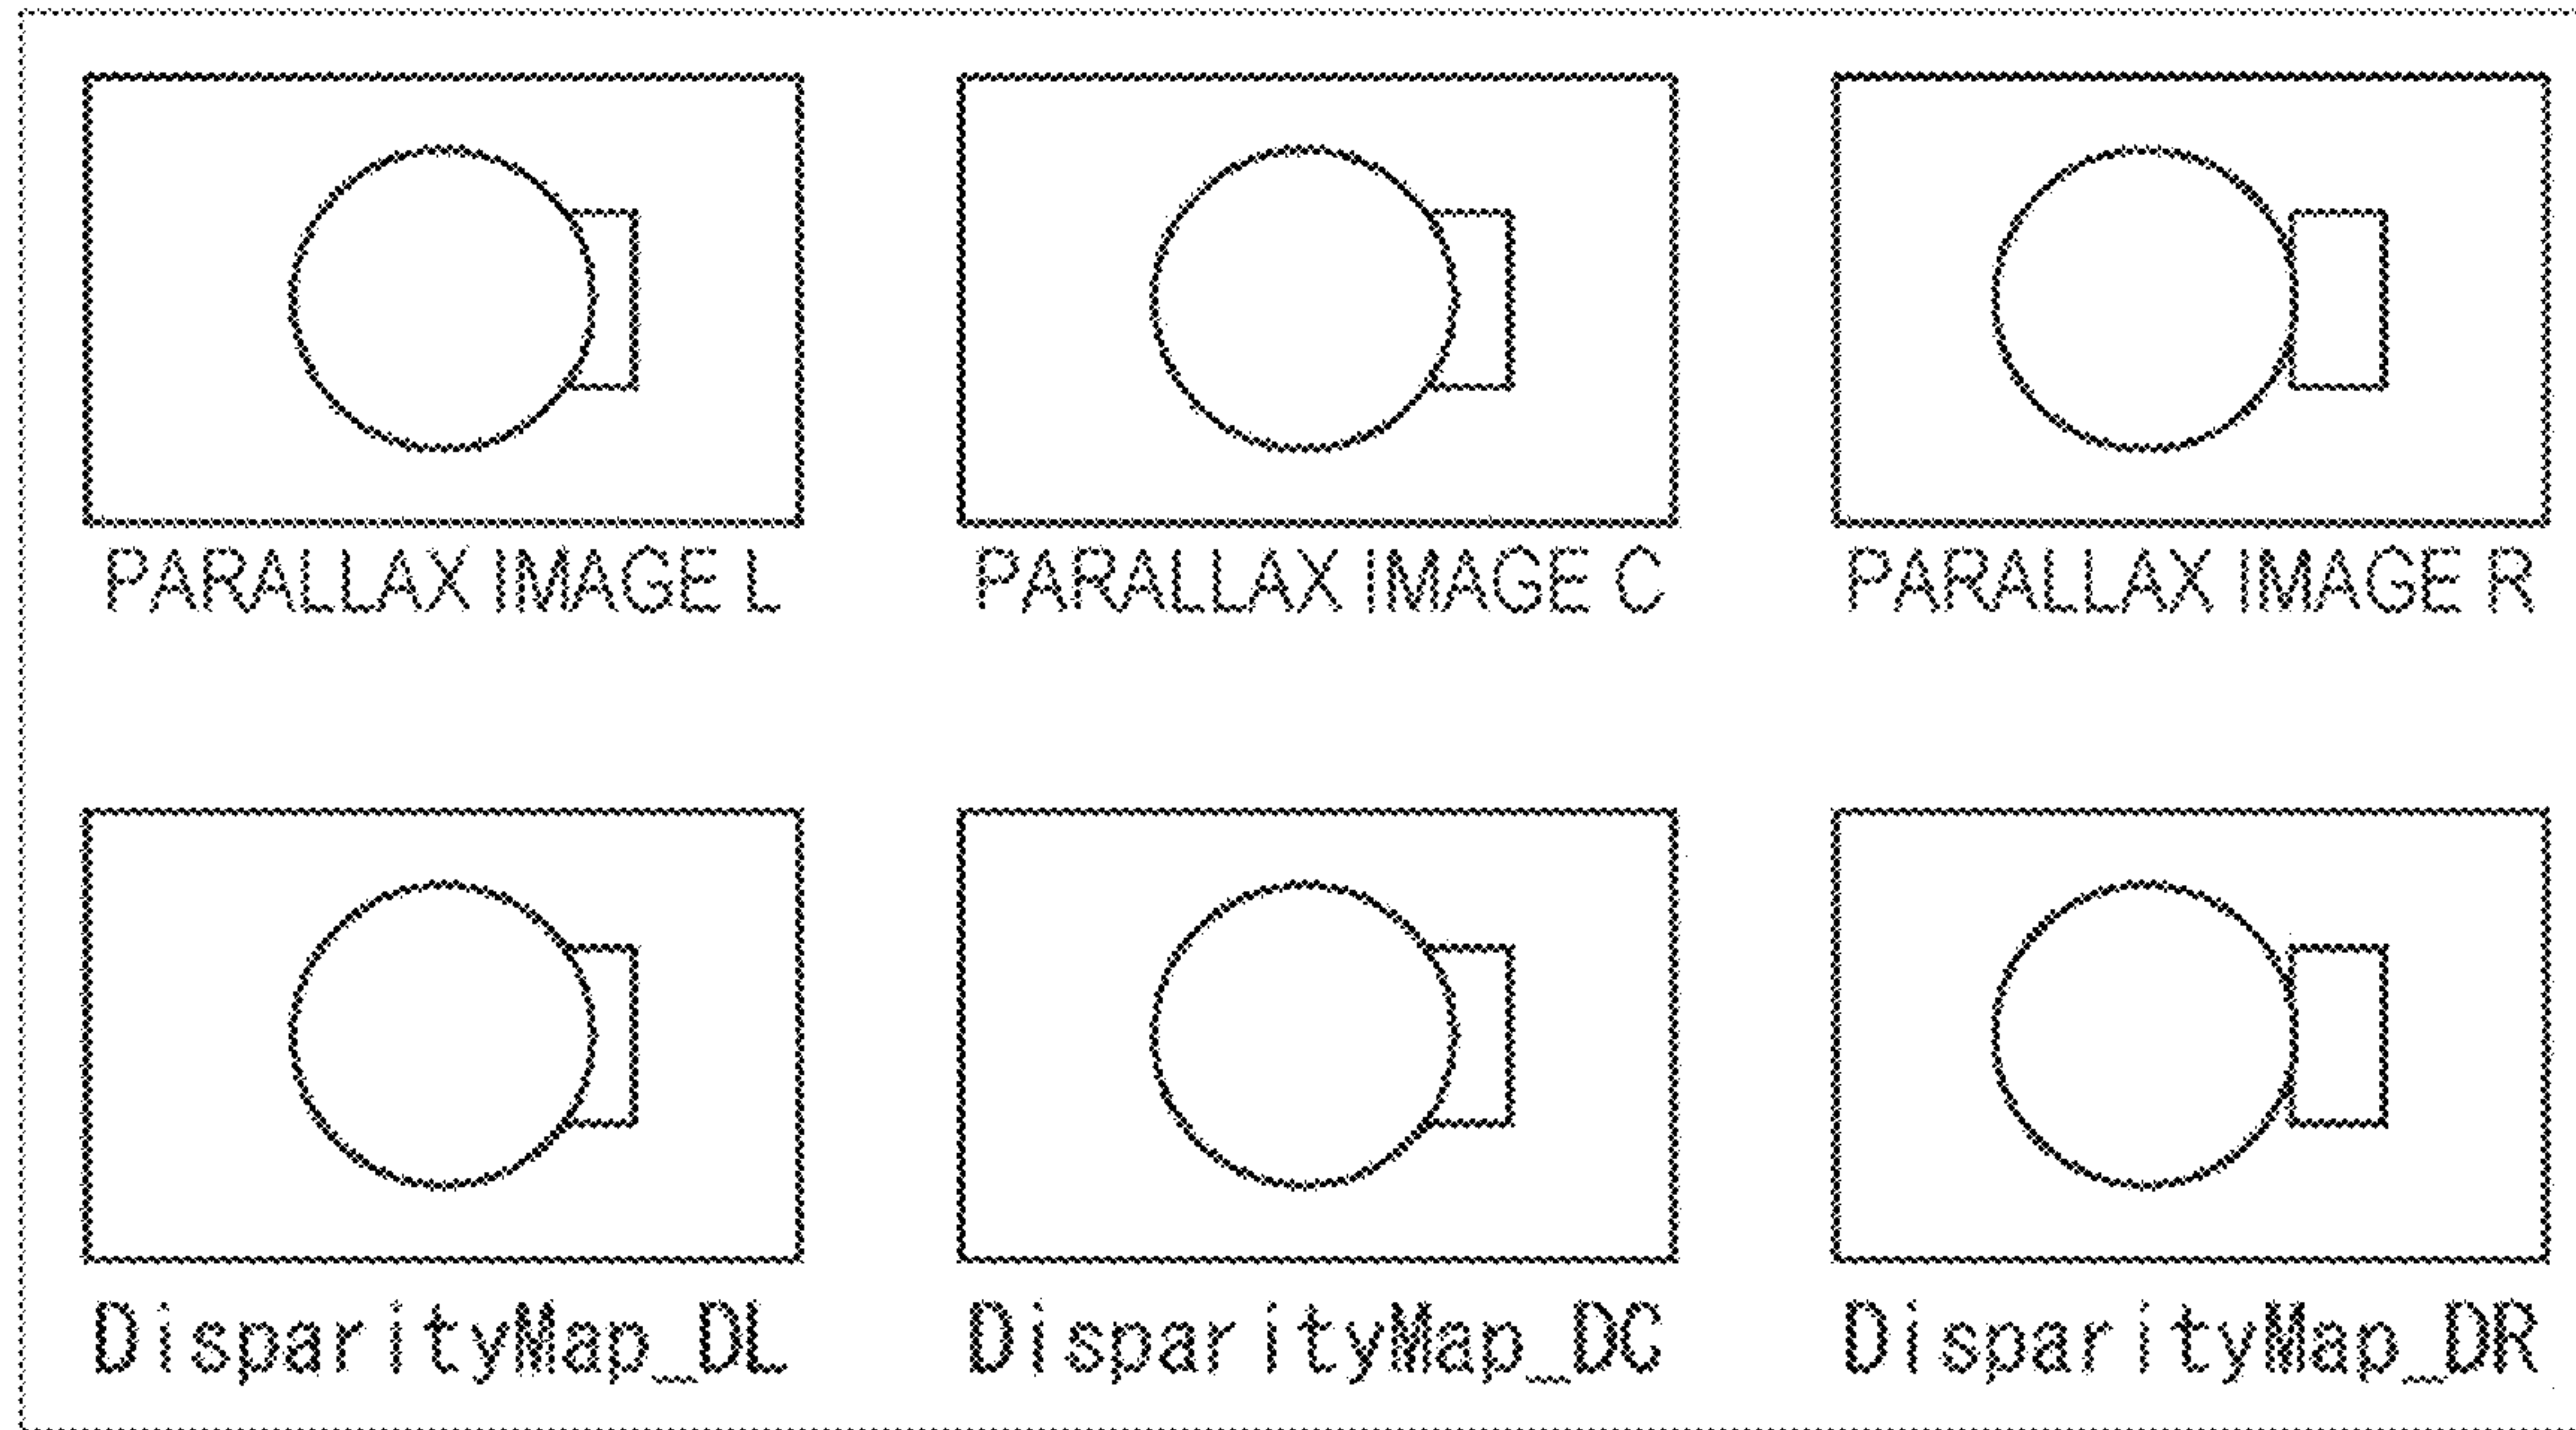 PARALLAX IMAGE L
PARALLAX IMAGE C
PARALLAX IMAGE R
DisparityMap_DL
DisparityMap_DC
DisparityMap_DR